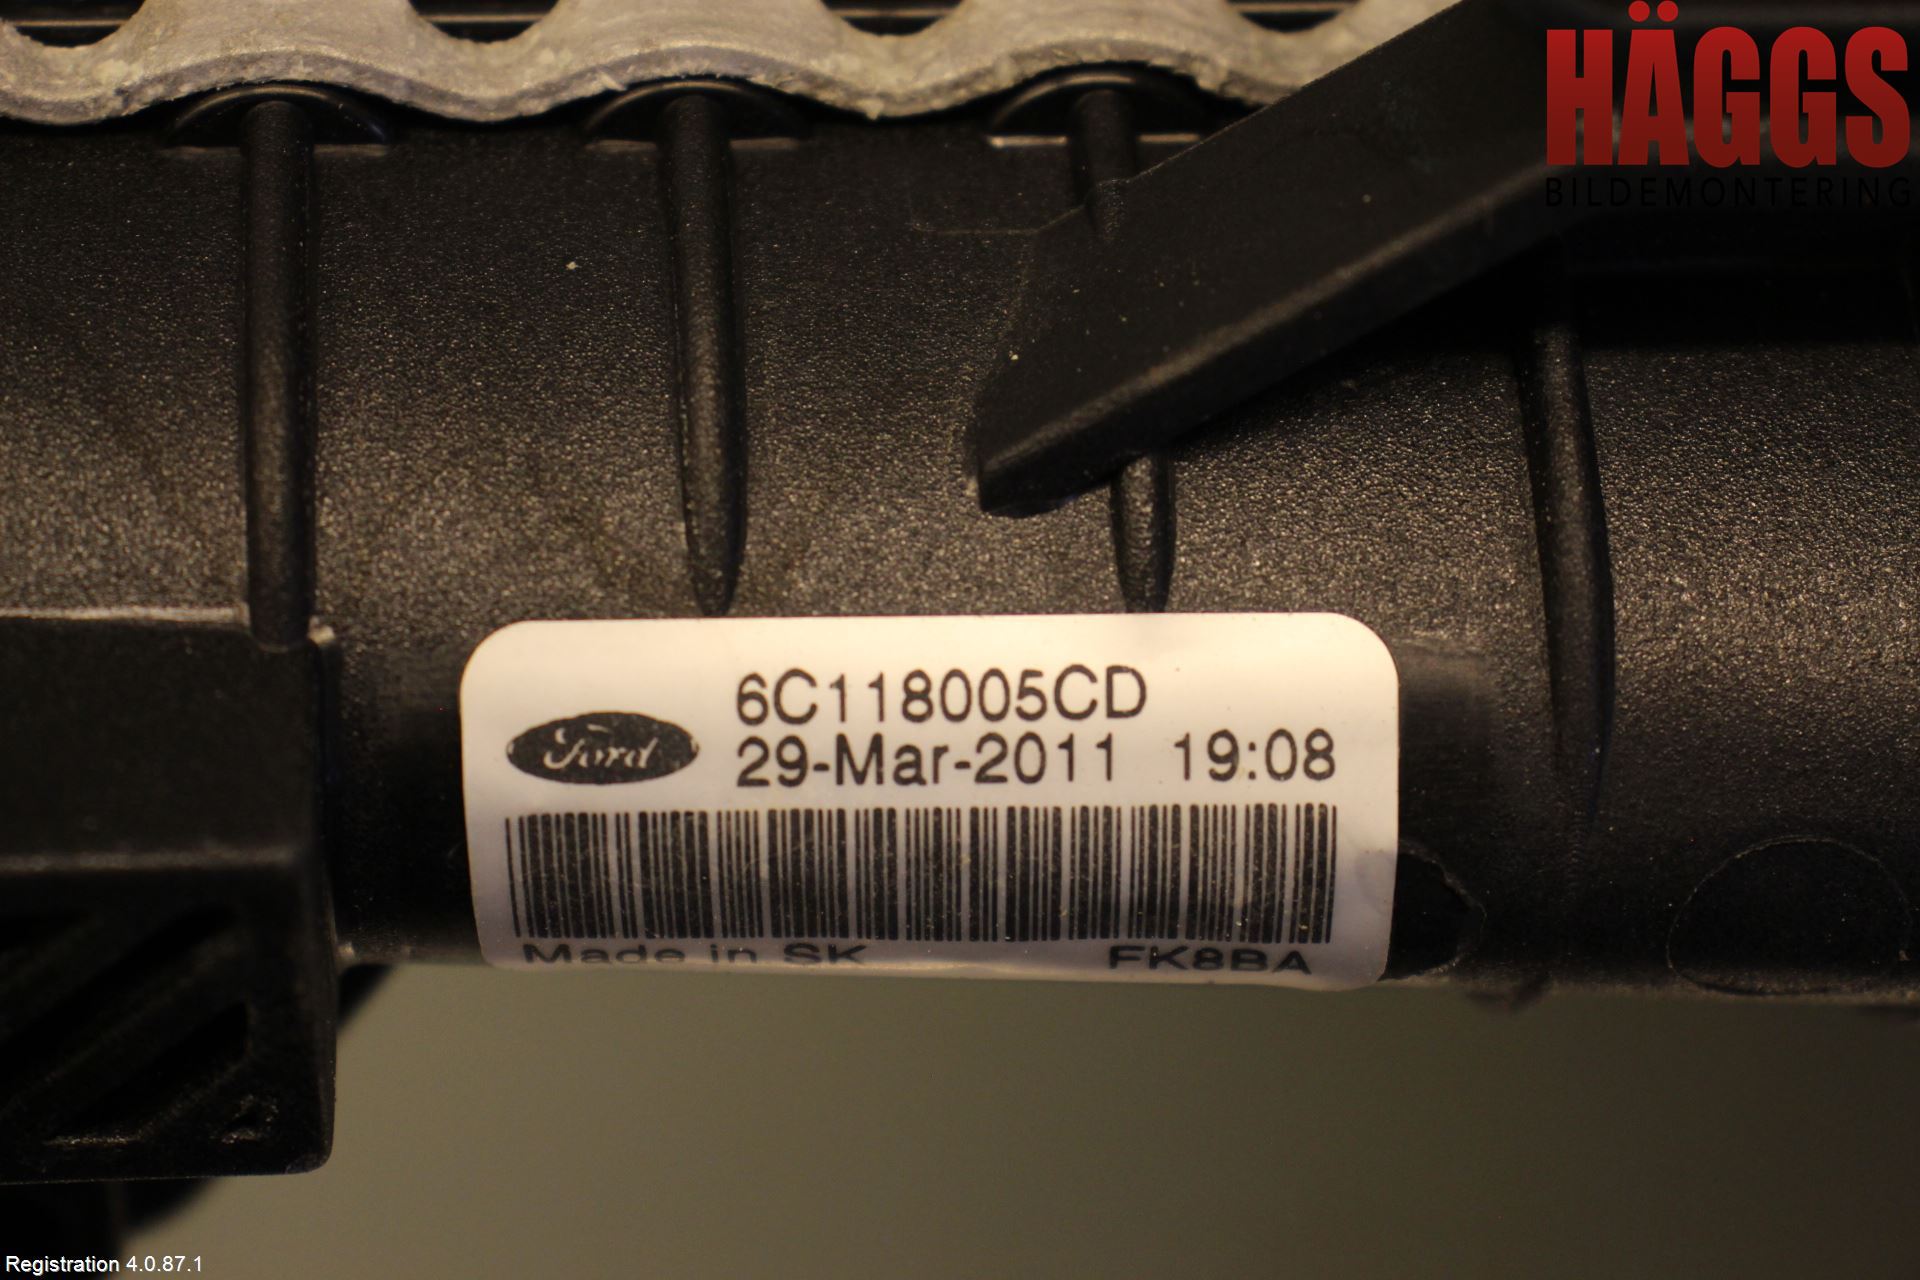 HÄGGS
BILDEMONTERING
Ford
6C118005CD
29-Mar-2011 19:08
Made in SK FK8BA
Registration 4.0.87.1